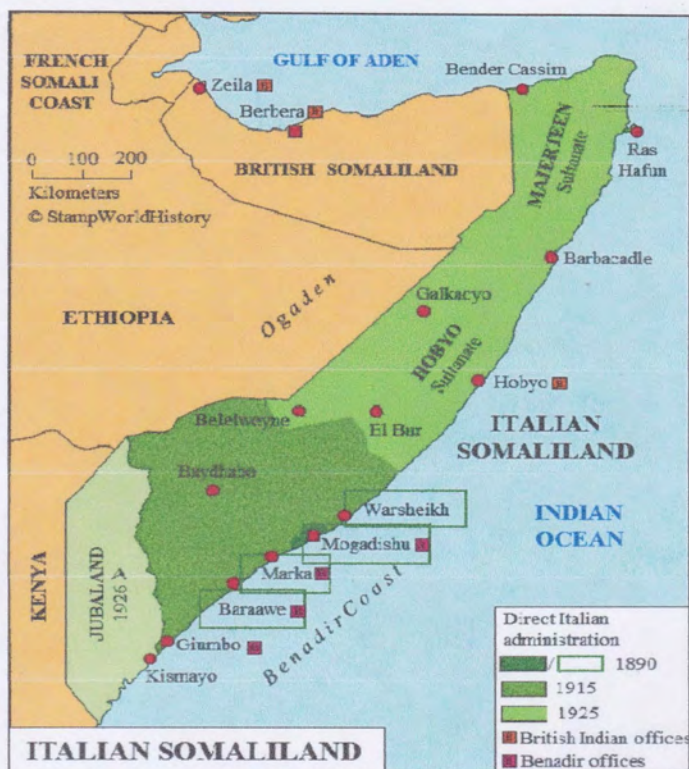 FRENCH
SOMALI
COAST
GULF OF ADEN
Zeila
Berbera
Bender Cassim
Ras
Hafun
MAJERTEEN
Sultanate
0 100 200
Kilometers
© StampWorldHistory
BRITISH SOMALILAND
Barbacadle
Galkacyo
Ogaden
ETHIOPIA
HOBYO
Sultanate
Hobyo
Beletweyne
El Bur
ITALIAN
SOMALILAND
Baydhabo
Warsheikh
INDIAN
OCEAN
Mogadishu
Marka
Baraawe
Benadir Coast
KENYA
JUBALAND
1926
Giumbo
Kismayo
Direct Italian
administration
/ 1890
1915
1925
British Indian offices
Benadir offices
ITALIAN SOMALILAND